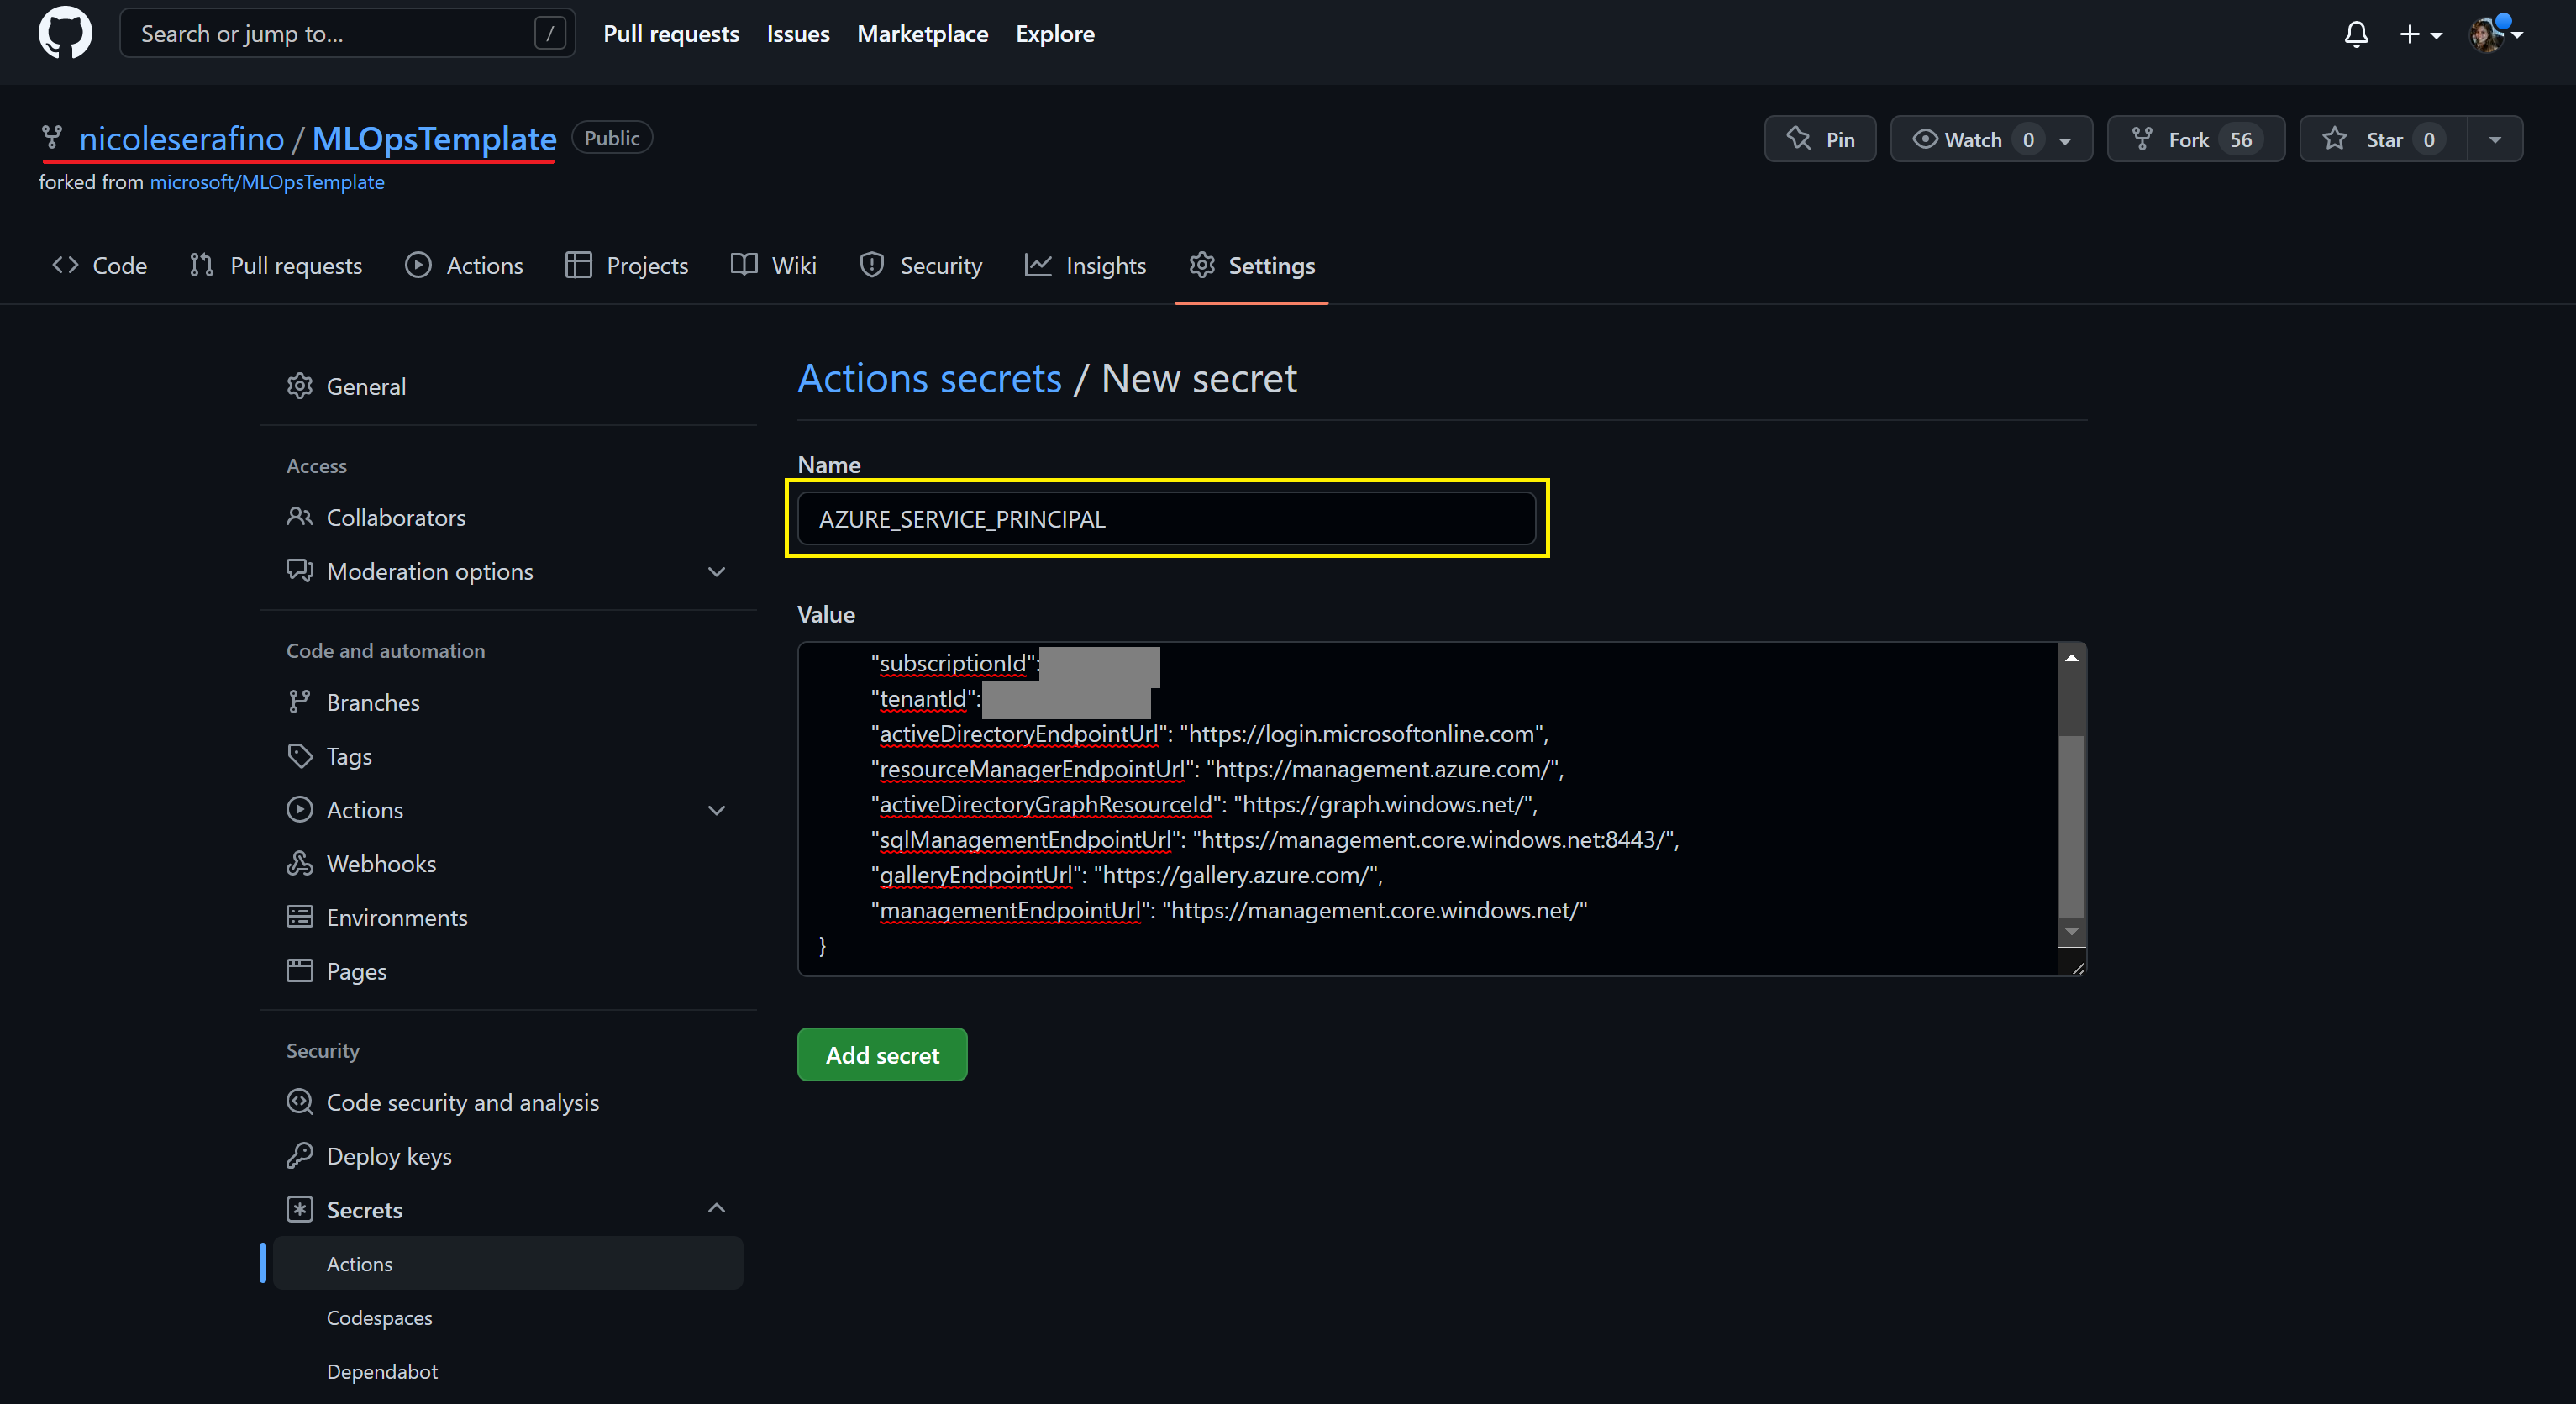 Search or jump to... /
Pull requests Issues Marketplace Explore
nicoleserafino / MLOpsTemplate Public
forked from microsoft/MLOpsTemplate
Pin Watch 0 Fork 56 Star 0
Code Pull requests Actions Projects Wiki Security Insights Settings
General
Access
Collaborators
Moderation options
Code and automation
Branches
Tags
Actions
Webhooks
Environments
Pages
Security
Code security and analysis
Deploy keys
Secrets
Actions
Codespaces
Dependabot
Actions secrets / New secret
Name
AZURE_SERVICE_PRINCIPAL
Value
"subscriptionId":
"tenantId":
"activeDirectoryEndpointUrl": "https://login.microsoftonline.com",
"resourceManagerEndpointUrl": "https://management.azure.com/",
"activeDirectoryGraphResourceId": "https://graph.windows.net/",
"sqlManagementEndpointUrl": "https://management.core.windows.net:8443/",
"galleryEndpointUrl": "https://gallery.azure.com/",
"managementEndpointUrl": "https://management.core.windows.net/"
}
Add secret